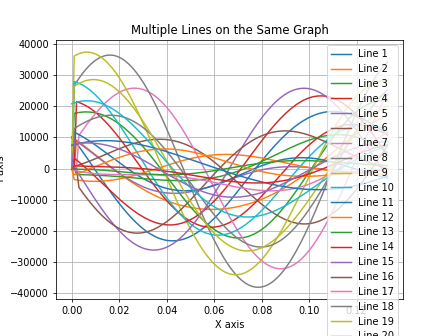 Multiple Lines on the Same Graph
40000
30000
20000
10000
0
−10000
−20000
−30000
−40000
0.00 0.02 0.04 0.06 0.08 0.10
X axis
Line 1
Line 2
Line 3
Line 4
Line 5
Line 6
Line 7
Line 8
Line 9
Line 10
Line 11
Line 12
Line 13
Line 14
Line 15
Line 16
Line 17
Line 18
Line 19
Line 20